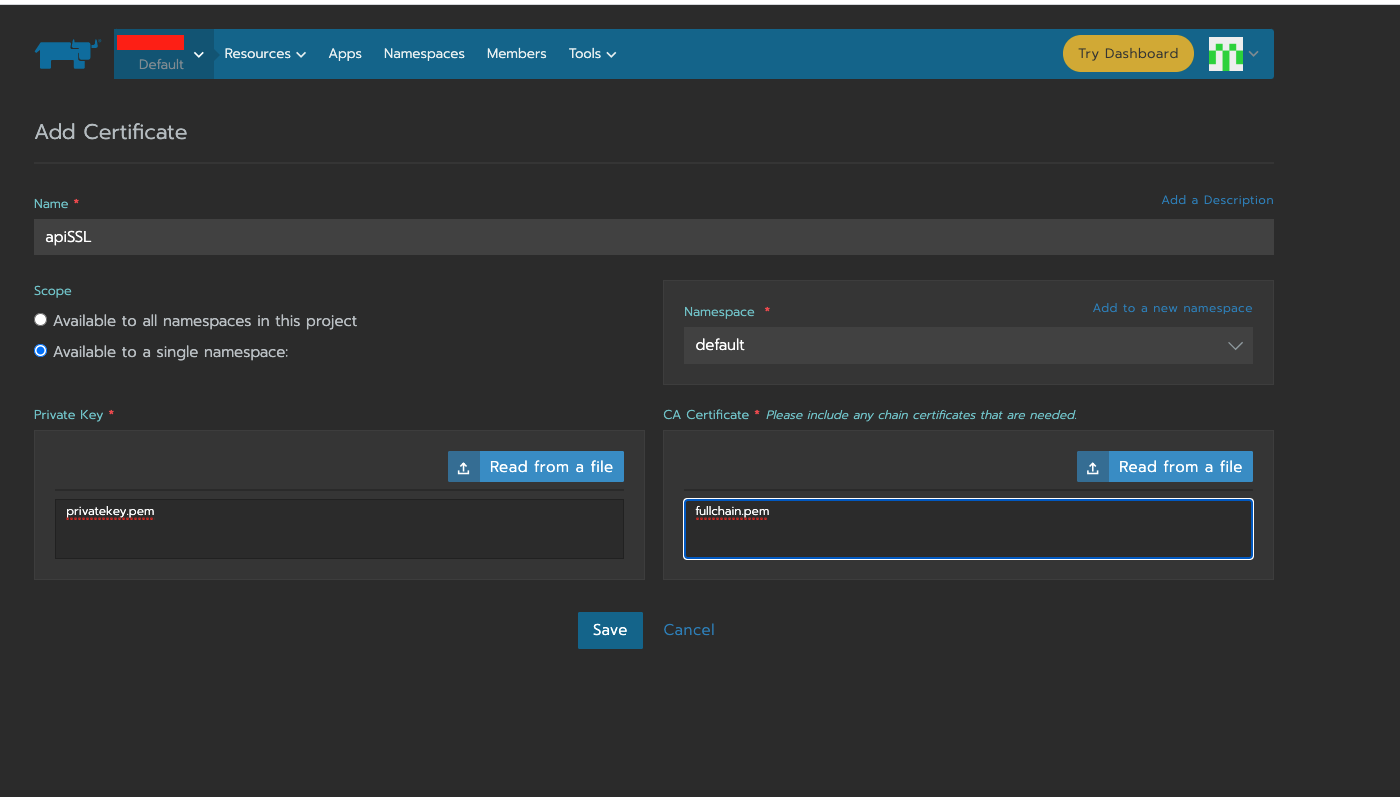 Default
Resources
Apps
Namespaces
Members
Tools
Try Dashboard
Add Certificate
Name *
Add a Description
apiSSL
Scope
Available to all namespaces in this project
Available to a single namespace:
Namespace *
Add to a new namespace
default
Private Key *
Read from a file
privatekey.pem
CA Certificate * Please include any chain certificates that are needed.
Read from a file
fullchain.pem
Save
Cancel